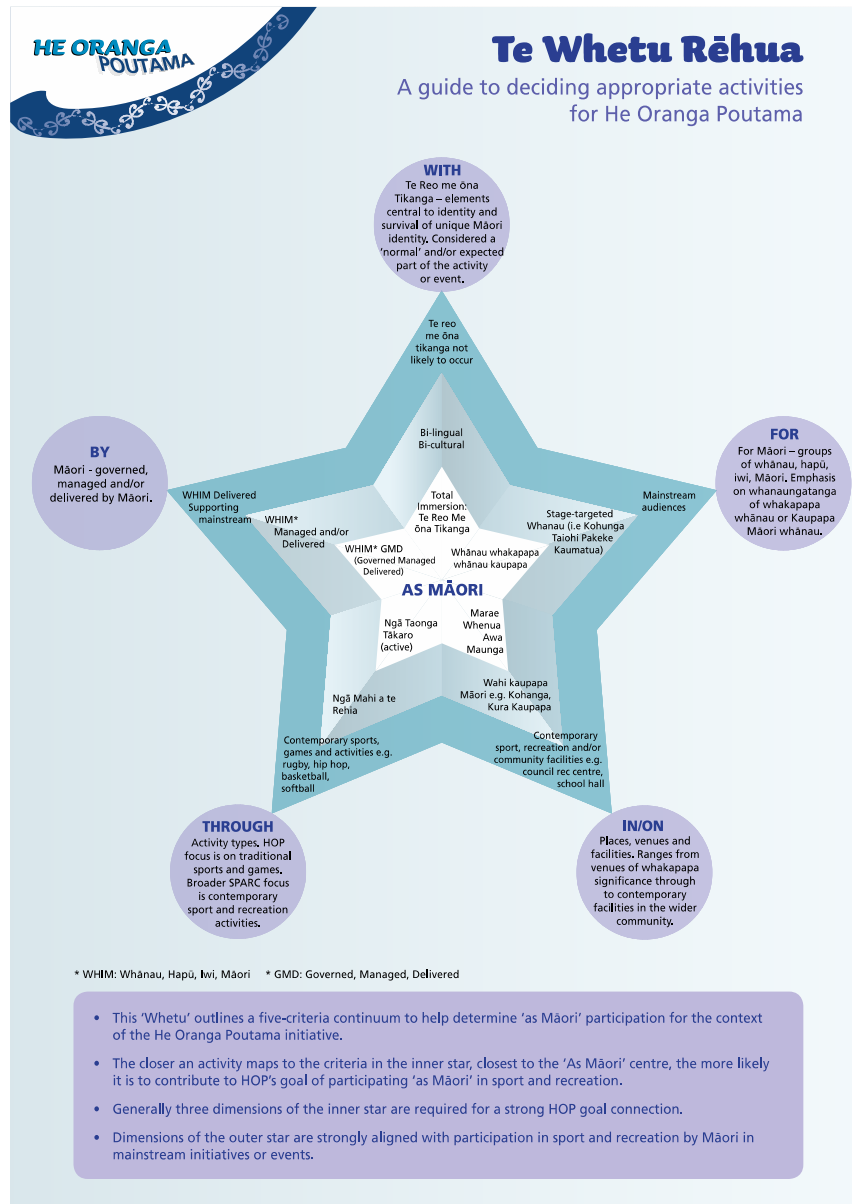 HE ORANGA
POUTAMA
Te Whetu Rēhua
A guide to deciding appropriate activities
for He Oranga Poutama
WITH
Te Reo me ōna
Tikanga – elements
central to identity and
survival of unique Māori
identity. Considered a
'normal' and/or expected
part of the activity
or event.
Te reo
me ōna
tikanga not
likely to occur
Bi-lingual
Bi-cultural
Total
Immersion:
Te Reo Me
ōna Tikanga
BY
Māori - governed,
managed and/or
delivered by Māori.
WHIM Delivered
Supporting
mainstream
WHIM*
Managed and/or
Delivered
WHIM* GMD
(Governed Managed
Delivered)
FOR
For Māori – groups
of whānau, hapū,
iwi, Māori. Emphasis
on whanaungatanga
of whakapapa
whānau or Kaupapa
Māori whānau.
Mainstream
audiences
Stage-targeted
Whanau (i.e Kohunga
Taiohi Pakeke
Kaumatua)
Whānau whakapapa
whānau kaupapa
AS MĀORI
Ngā Taonga
Tākaro
(active)
Marae
Whenua
Awa
Maunga
Ngā Mahi a te
Rehia
Wahi kaupapa
Māori e.g. Kohanga,
Kura Kaupapa
Contemporary sports,
games and activities e.g.
rugby, hip hop,
basketball,
softball
Contemporary
sport, recreation and/or
community facilities e.g.
council rec centre,
school hall
THROUGH
Activity types. HOP
focus is on traditional
sports and games.
Broader SPARC focus
is contemporary
sport and recreation
activities.
IN/ON
Places, venues and
facilities. Ranges from
venues of whakapapa
significance through
to contemporary
facilities in the wider
community.
* WHIM: Whānau, Hapū, Iwi, Māori * GMD: Governed, Managed, Delivered
• This 'Whetu' outlines a five-criteria continuum to help determine 'as Māori' participation for the context
of the He Oranga Poutama initiative.
• The closer an activity maps to the criteria in the inner star, closest to the 'As Māori' centre, the more likely
it is to contribute to HOP's goal of participating 'as Māori' in sport and recreation.
• Generally three dimensions of the inner star are required for a strong HOP goal connection.
• Dimensions of the outer star are strongly aligned with participation in sport and recreation by Māori in
mainstream initiatives or events.